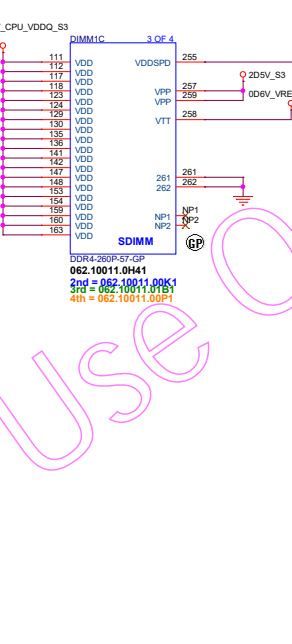 _CPU_VDDQ_S3
DIMM1C 3 OF 4
111 VDD VDDSPD 255
112 VDD
117 VDD 2D5V_S3
118 VDD VPP 257
123 VDD VPP 259 0D6V_VRE
124 VDD
129 VDD VTT 258
130 VDD
135 VDD
136 VDD
141 VDD
142 VDD
147 VDD 261 261
148 VDD 262 262
153 VDD
154 VDD
159 VDD NP1 NP1
160 VDD NP2 NP2
163 VDD
SDIMM GP
DDR4-260P-57-GP
062.10011.0H41
2nd = 062.10011.00K1
3rd = 062.10011.01B1
4th = 062.10011.00P1
Use